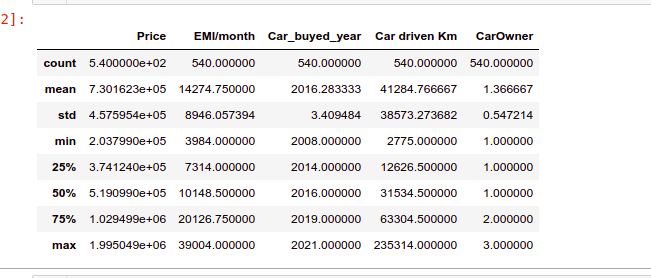 2]:
Price EMI/month Car_buyed_year Car driven Km CarOwner
count 5.400000e+02 540.000000 540.000000 540.000000 540.000000
mean 7.301623e+05 14274.750000 2016.283333 41284.766667 1.366667
std 4.575954e+05 8946.057394 3.409484 38573.273682 0.547214
min 2.037990e+05 3984.000000 2008.000000 2775.000000 1.000000
25% 3.741240e+05 7314.000000 2014.000000 12626.500000 1.000000
50% 5.190990e+05 10148.500000 2016.000000 31534.500000 1.000000
75% 1.029499e+06 20126.750000 2019.000000 63304.500000 2.000000
max 1.995049e+06 39004.000000 2021.000000 235314.000000 3.000000